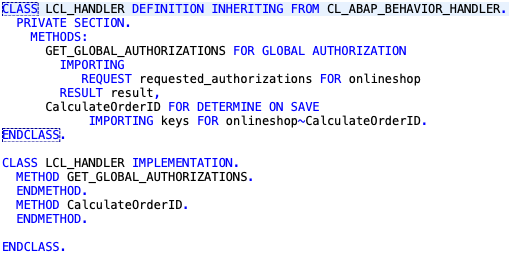 CLASS LCL_HANDLER DEFINITION INHERITING FROM CL_ABAP_BEHAVIOR_HANDLER.
  PRIVATE SECTION.
    METHODS:
      GET_GLOBAL_AUTHORIZATIONS FOR GLOBAL AUTHORIZATION
        IMPORTING
           REQUEST requested_authorizations FOR onlineshop
        RESULT result,
      CalculateOrderID FOR DETERMINE ON SAVE
            IMPORTING keys FOR onlineshop~CalculateOrderID.
ENDCLASS.

CLASS LCL_HANDLER IMPLEMENTATION.
  METHOD GET_GLOBAL_AUTHORIZATIONS.
  ENDMETHOD.
  METHOD CalculateOrderID.
  ENDMETHOD.

ENDCLASS.